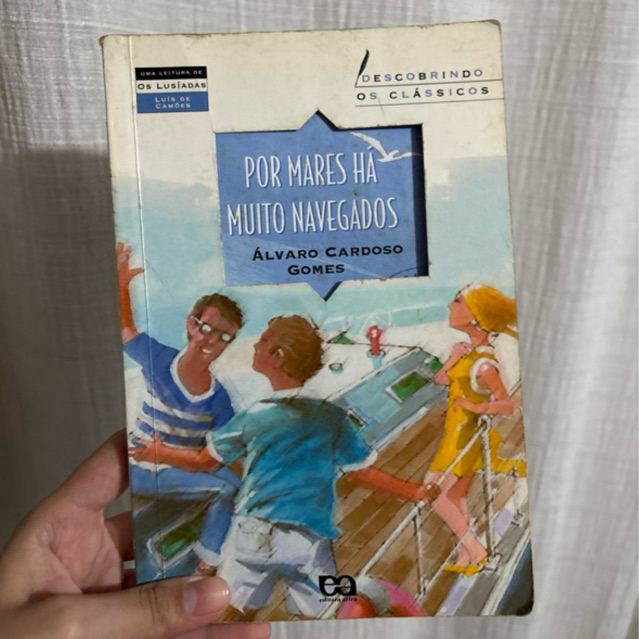 UMA LEITURA DE
OS LUSÍADAS
LUÍS DE
CAMÕES
DESCOBRINDO
OS CLÁSSICOS
POR MARES HÁ
MUITO NAVEGADOS
ÁLVARO CARDOSO
GOMES
editora ática